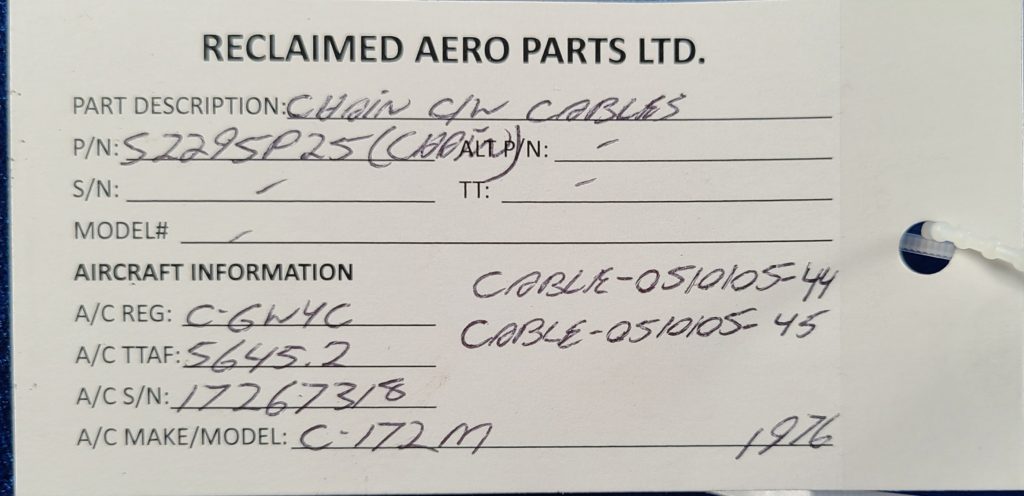 RECLAIMED AERO PARTS LTD.
PART DESCRIPTION: CHAIN C/W CABLES
P/N: S2295P25 (CHAIN) ALT P/N: -
S/N: - TT: -
MODEL# -
AIRCRAFT INFORMATION
CABLE-0510105-44
A/C REG: C-GWYC
CABLE-0510105-45
A/C TTAF: 5645.2
A/C S/N: 17267318
A/C MAKE/MODEL: C-172M 1976